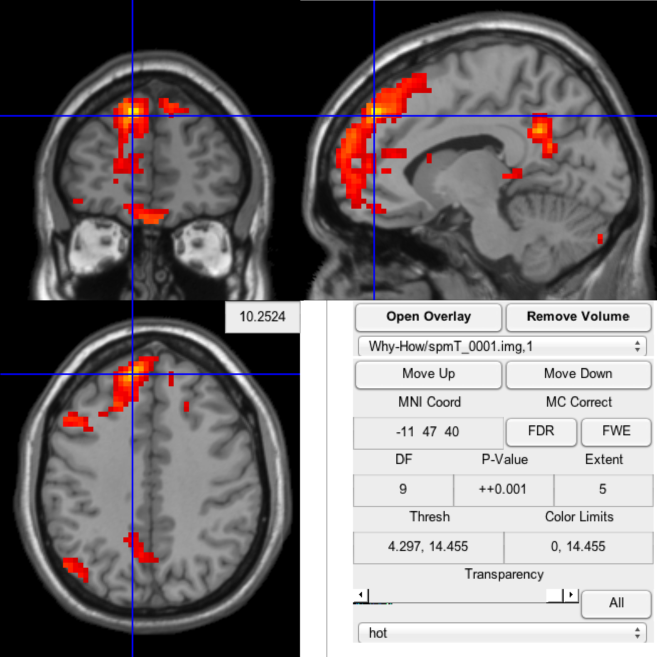 10.2524
Open Overlay Remove Volume
Why-How/spmT_0001.img,1
Move Up Move Down
MNI Coord MC Correct
-11 47 40 FDR FWE
DF P-Value Extent
9 ++0.001 5
Thresh Color Limits
4.297, 14.455 0, 14.455
Transparency
All
hot